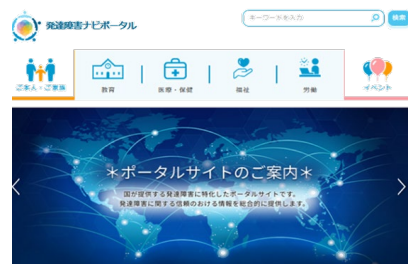 発達障害ナビポータル
キーワードを入力
検索
ご本人・ご家族
教育
医療・保健
福祉
労働
イベント
＊ポータルサイトのご案内＊
国が提供する発達障害に特化したポータルサイトです。
発達障害に関する信頼のおける情報を総合的に提供します。